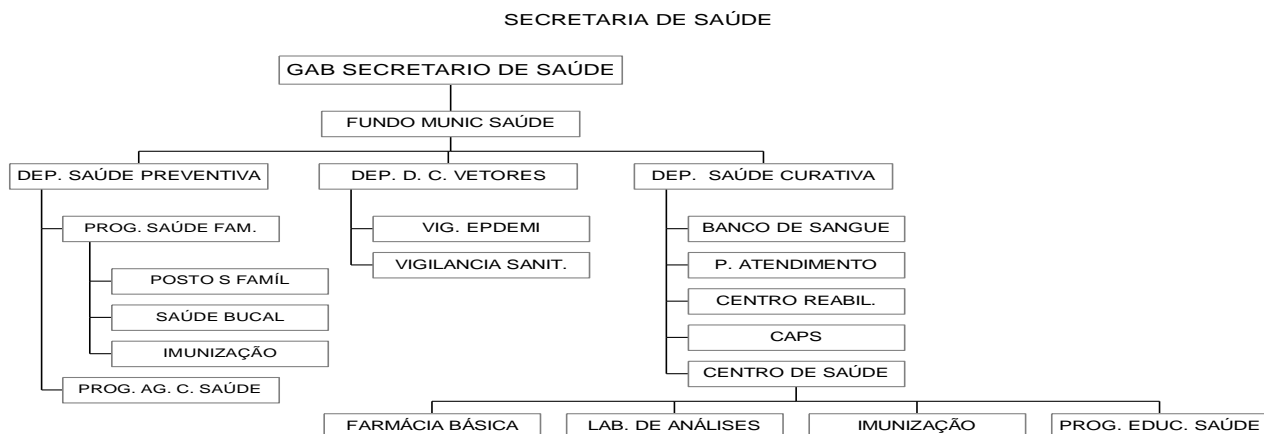 SECRETARIA DE SAÚDE
GAB SECRETARIO DE SAÚDE
FUNDO MUNIC SAÚDE
DEP. SAÚDE PREVENTIVA
DEP. D. C. VETORES
DEP. SAÚDE CURATIVA
PROG. SAÚDE FAM.
VIG. EPDEMI
BANCO DE SANGUE
VIGILANCIA SANIT.
P. ATENDIMENTO
POSTO S FAMÍL
CENTRO REABIL.
SAÚDE BUCAL
CAPS
IMUNIZAÇÃO
CENTRO DE SAÚDE
PROG. AG. C. SAÚDE
FARMÁCIA BÁSICA
LAB. DE ANÁLISES
IMUNIZAÇÃO
PROG. EDUC. SAÚDE